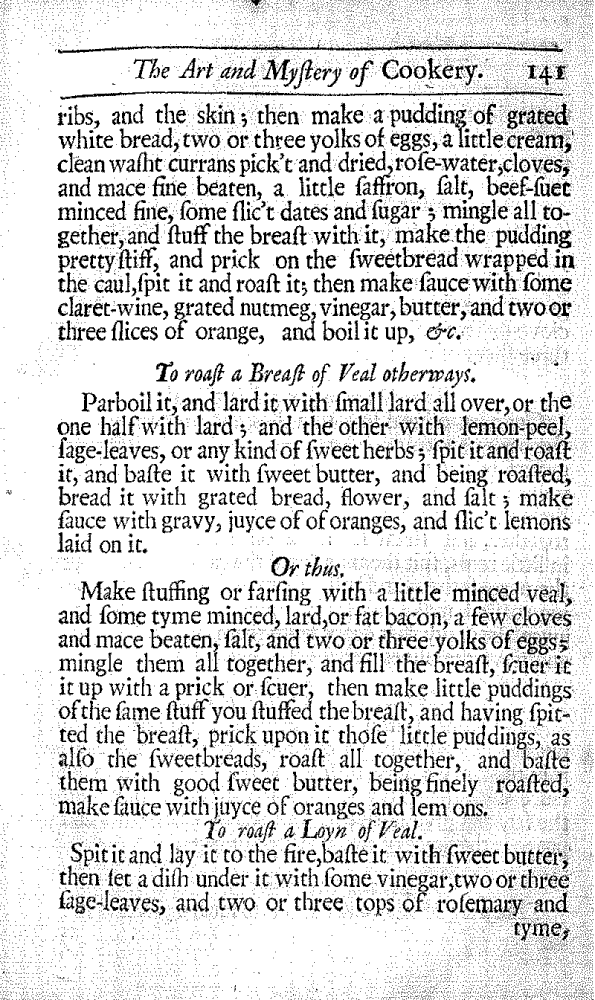 The Art and Myſtery of Cookery. 141
ribs, and the skin; then make a pudding of grated
white bread, two or three yolks of eggs, a little cream,
clean waſht currans pick't and dried, roſe-water, cloves,
and mace fine beaten, a little ſaffron, ſalt, beef-ſuet
minced fine, ſome ſlic't dates and ſugar; mingle all to-
gether, and ſtuff the breaſt with it, make the pudding
pretty ſtiff, and prick on the ſweetbread wrapped in
the caul, ſpit it and roaſt it; then make ſauce with ſome
claret-wine, grated nutmeg, vinegar, butter, and two or
three ſlices of orange, and boil it up, &c.
To roaſt a Breaſt of Veal otherways.
Parboil it, and lard it with ſmall lard all over, or the
one half with lard; and the other with lemon-peel,
ſage-leaves, or any kind of ſweet herbs; ſpit it and roaſt
it, and baſte it with ſweet butter, and being roaſted,
bread it with grated bread, flower, and ſalt; make
ſauce with gravy, juyce of of oranges, and ſlic't lemons
laid on it.
Or thus.
Make ſtuffing or farſing with a little minced veal,
and ſome tyme minced, lard, or fat bacon, a few cloves
and mace beaten, ſalt, and two or three yolks of eggs;
mingle them all together, and fill the breaſt, ſcuer it
it up with a prick or ſcuer, then make little puddings
of the ſame ſtuff you ſtuffed the breaſt, and having ſpit-
ted the breaſt, prick upon it thoſe little puddings, as
alſo the ſweetbreads, roaſt all together, and baſte
them with good ſweet butter, being finely roaſted,
make ſauce with juyce of oranges and lem ons.
To roaſt a Loyn of Veal.
Spit it and lay it to the fire, baſte it with ſweet butter,
then ſet a diſh under it with ſome vinegar, two or three
ſage-leaves, and two or three tops of roſemary and
tyme,